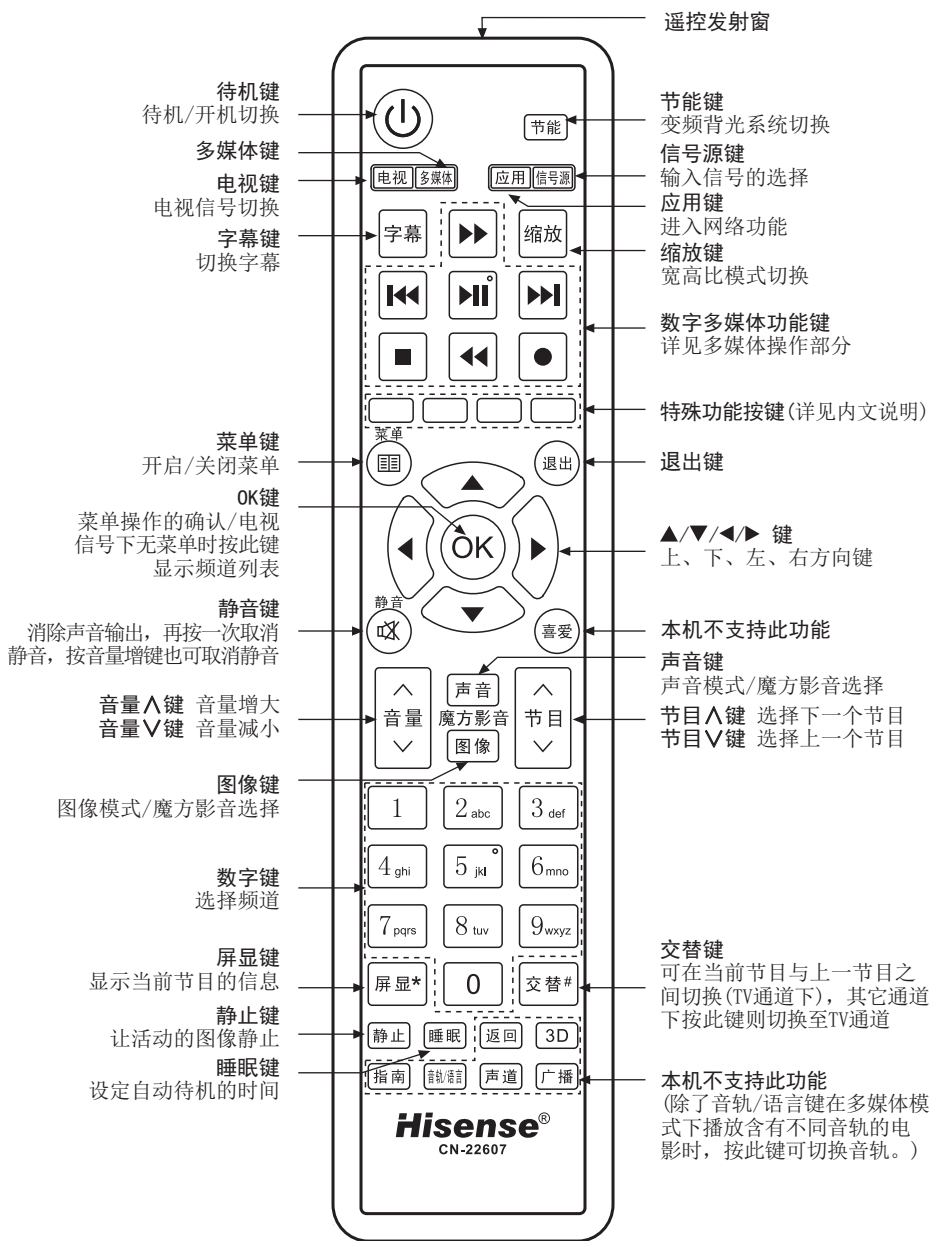 遥控发射窗
待机键
待机/开机切换
多媒体键
电视键
电视信号切换
字幕键
切换字幕
节能键
变频背光系统切换
信号源键
输入信号的选择
应用键
进入网络功能
缩放键
宽高比模式切换
数字多媒体功能键
详见多媒体操作部分
特殊功能按键(详见内文说明)
菜单键
开启/关闭菜单
退出键
OK键
菜单操作的确认/电视
信号下无菜单时按此键
显示频道列表
▲/▼/◀/▶ 键
上、下、左、右方向键
静音键
消除声音输出，再按一次取消
静音，按音量增键也可取消静音
本机不支持此功能
声音键
声音模式/魔方影音选择
音量∧键 音量增大
音量∨键 音量减小
节目∧键 选择下一个节目
节目∨键 选择上一个节目
图像键
图像模式/魔方影音选择
数字键
选择频道
屏显键
显示当前节目的信息
交替键
可在当前节目与上一节目之
间切换(TV通道下)，其它通道
下按此键则切换至TV通道
静止键
让活动的图像静止
睡眠键
设定自动待机的时间
本机不支持此功能
(除了音轨/语言键在多媒体模
式下播放含有不同音轨的电
影时，按此键可切换音轨。)
节能
电视 多媒体 应用 信号源
字幕 缩放
菜单
退出
OK
静音
喜爱
音量 声音 节目
魔方影音
图像
1 2 abc 3 def
4 ghi 5 jkl 6 mno
7 pqrs 8 tuv 9 wxyz
屏显* 0 交替#
静止 睡眠 返回 3D
指南 音轨/语言 声道 广播
Hisense®
CN-22607